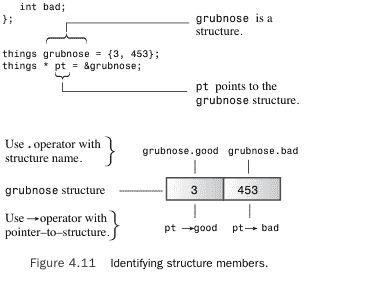 int bad;
};
grubnose is a
structure.
things grubnose = {3, 453};
things * pt = &grubnose;
pt points to the
grubnose structure.
Use . operator with
structure name.
grubnose.good grubnose.bad
grubnose structure
3 453
Use →operator with
pointer–to–structure.
pt →good pt→ bad
Figure 4.11 Identifying structure members.